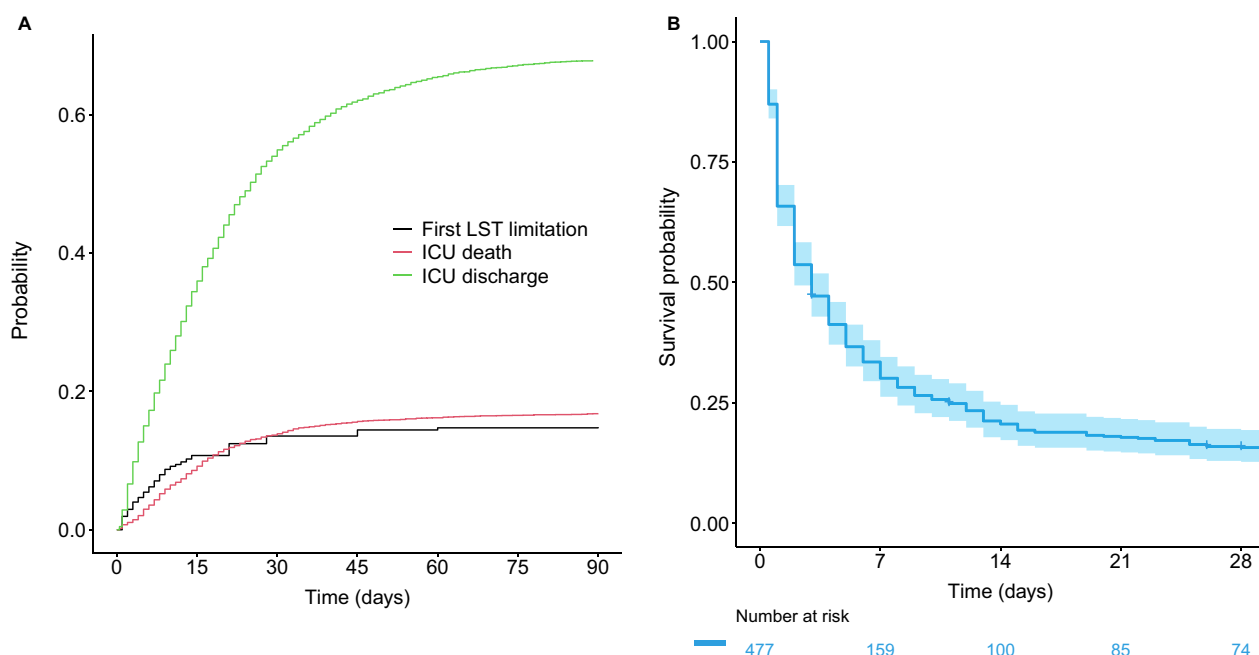 A
Probability
0.6
0.4
0.2
0.0
First LST limitation
ICU death
ICU discharge
0 15 30 45 60 75 90
Time (days)
B
Survival probability
1.00
0.75
0.50
0.25
0.00
0 7 14 21 28
Time (days)
Number at risk
477 159 100 85 74